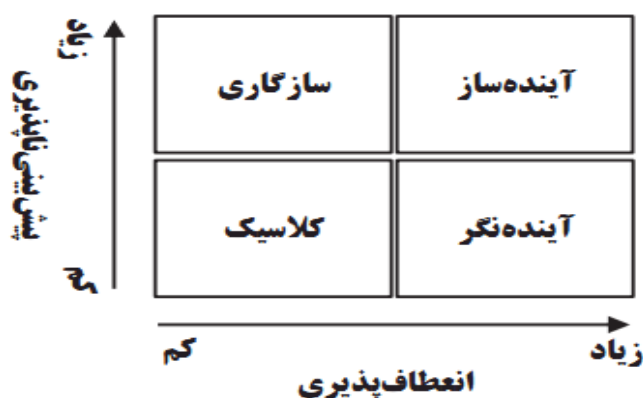 زیاد
پیش‌بینی‌ناپذیری
کم
آینده‌ساز
سازگاری
آینده‌نگر
کلاسیک
زیاد
کم
انعطاف‌پذیری